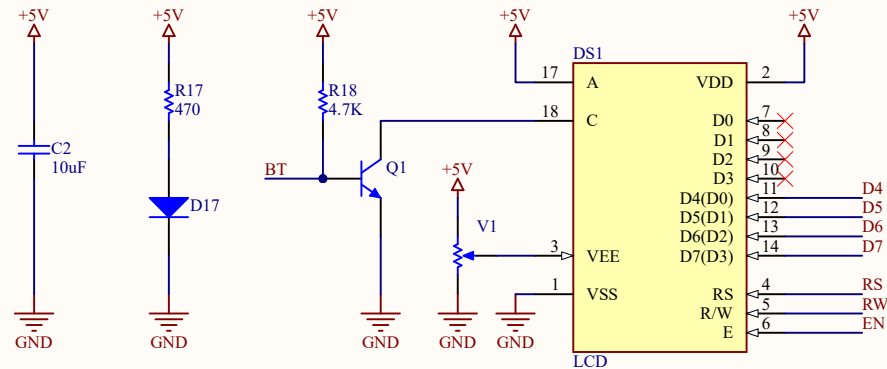 +5V
+5V
+5V
+5V
+5V
DS1
17
A
VDD
2
R17
470
R18
4.7K
18
C
D0
7
D1
8
C2
10uF
D2
9
BT
Q1
D3
10
+5V
D4(D0)
11
D4
D17
D5(D1)
12
D5
V1
D6(D2)
13
D6
3
VEE
D7(D3)
14
D7
1
VSS
RS
4
RS
R/W
5
RW
E
6
EN
GND
GND
GND
GND
GND
LCD